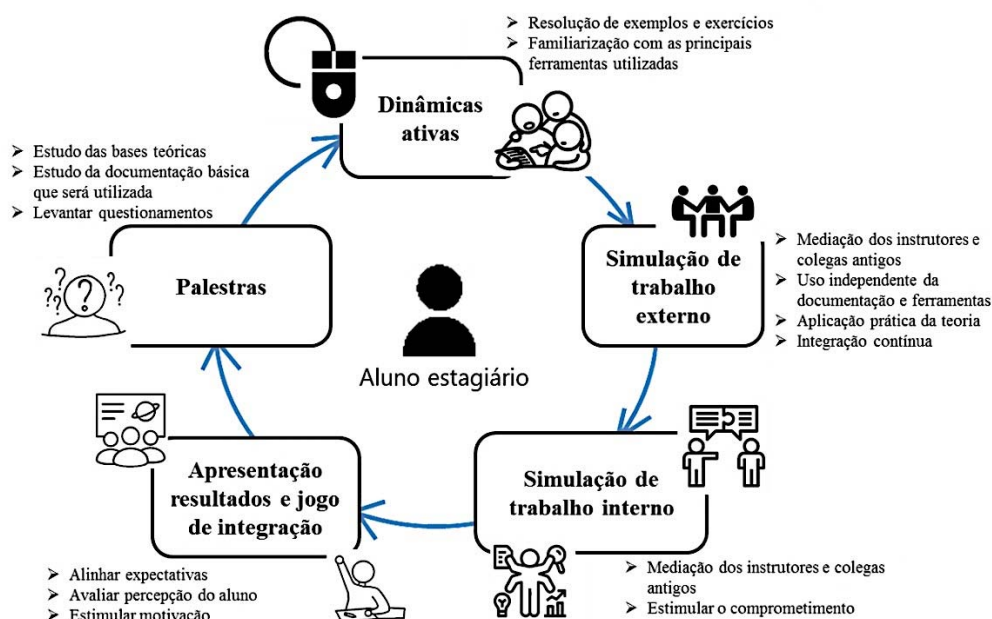 ➢ Resolução de exemplos e exercícios
➢ Familiarização com as principais
ferramentas utilizadas
Dinâmicas
ativas
➢ Estudo das bases teóricas
➢ Estudo da documentação básica
que será utilizada
➢ Levantar questionamentos
Palestras
? ? ? ? ? ?
Simulação de
trabalho
externo
➢ Mediação dos instrutores e
colegas antigos
➢ Uso independente da
documentação e ferramentas
➢ Aplicação prática da teoria
➢ Integração contínua
Aluno estagiário
Apresentação
resultados e jogo
de integração
Simulação de
trabalho interno
➢ Alinhar expectativas
➢ Avaliar percepção do aluno
➢ Estimular motivação
➢ Mediação dos instrutores e colegas
antigos
➢ Estimular o comprometimento